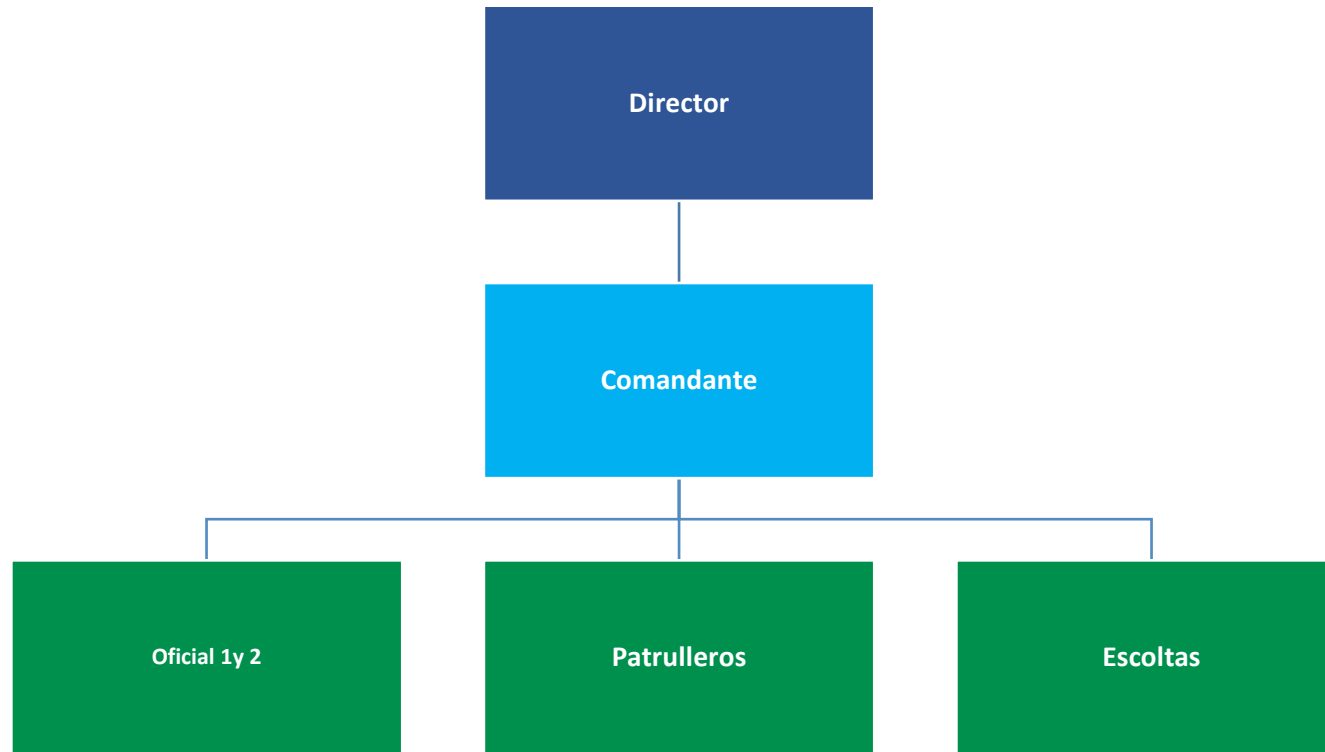 Director
Comandante
Oficial 1y 2
Patrulleros
Escoltas